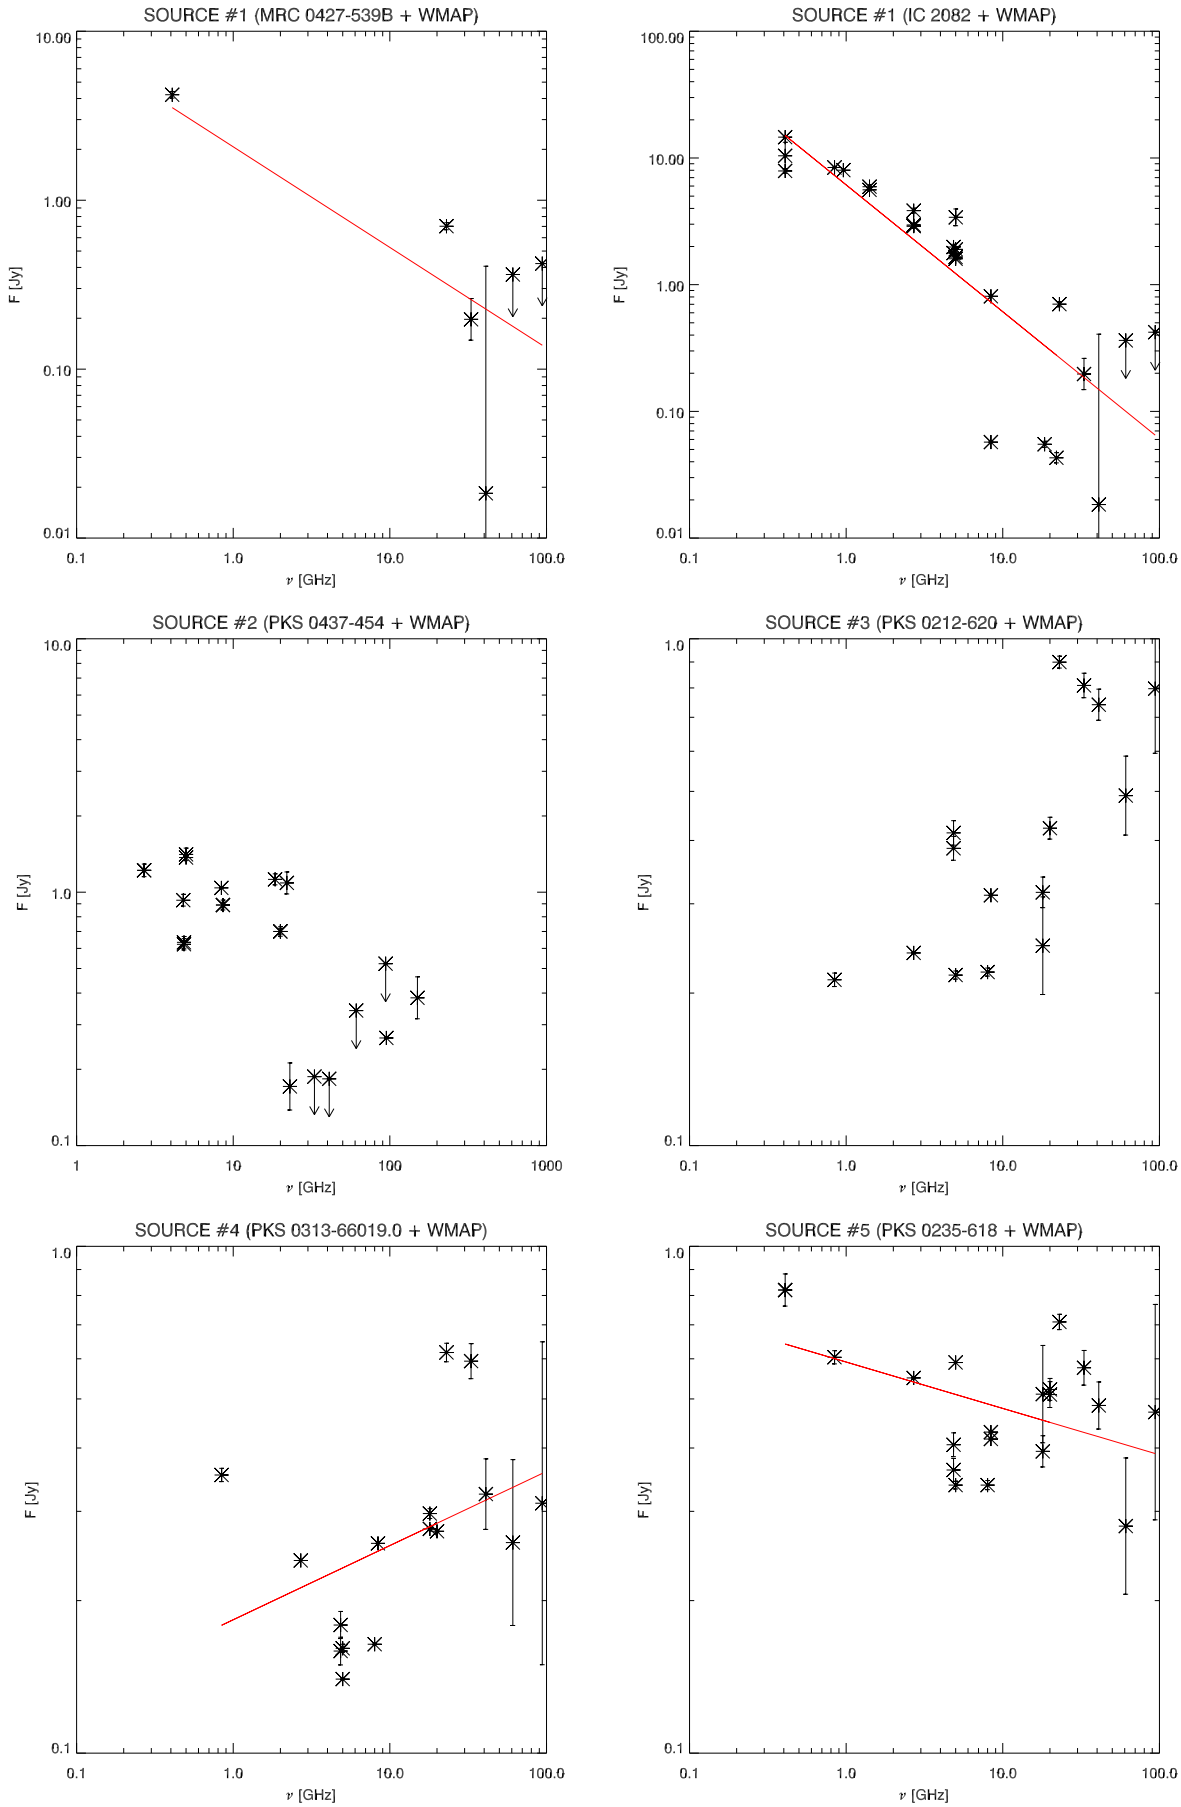 SOURCE #1 (MRC 0427-539B + WMAP)
10.00
1.00
0.10
0.01
F [Jy]
0.1 1.0 10.0 100.0
ν [GHz]
SOURCE #1 (IC 2082 + WMAP)
100.00
10.00
1.00
0.10
0.01
F [Jy]
0.1 1.0 10.0 100.0
ν [GHz]
SOURCE #2 (PKS 0437-454 + WMAP)
10.0
1.0
0.1
F [Jy]
1 10 100 1000
ν [GHz]
SOURCE #3 (PKS 0212-620 + WMAP)
1.0
0.1
F [Jy]
0.1 1.0 10.0 100.0
ν [GHz]
SOURCE #4 (PKS 0313-66019.0 + WMAP)
1.0
0.1
F [Jy]
0.1 1.0 10.0 100.0
ν [GHz]
SOURCE #5 (PKS 0235-618 + WMAP)
1.0
0.1
F [Jy]
0.1 1.0 10.0 100.0
ν [GHz]